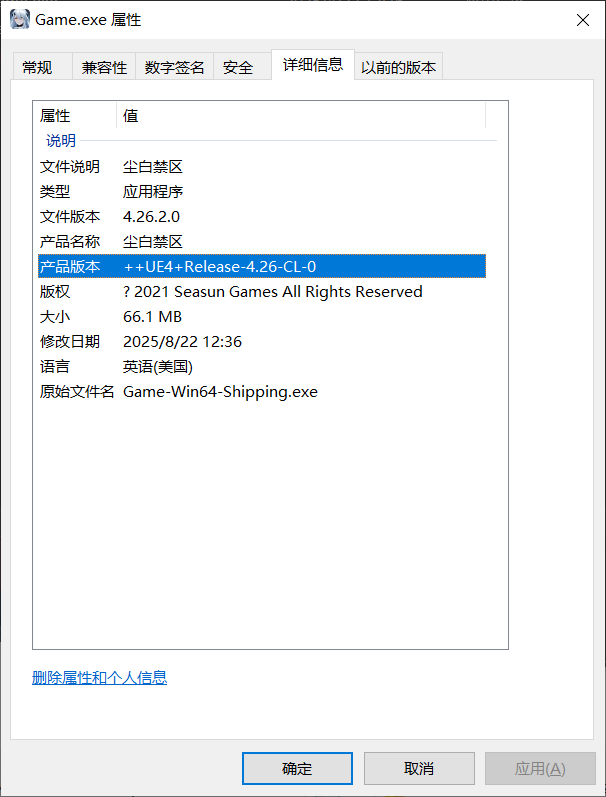 Game.exe 属性
常规 兼容性 数字签名 安全 详细信息 以前的版本
属性 值
说明
文件说明 尘白禁区
类型 应用程序
文件版本 4.26.2.0
产品名称 尘白禁区
产品版本 ++UE4+Release-4.26-CL-0
版权 ? 2021 Seasun Games All Rights Reserved
大小 66.1 MB
修改日期 2025/8/22 12:36
语言 英语(美国)
原始文件名 Game-Win64-Shipping.exe
删除属性和个人信息
确定 取消 应用(A)